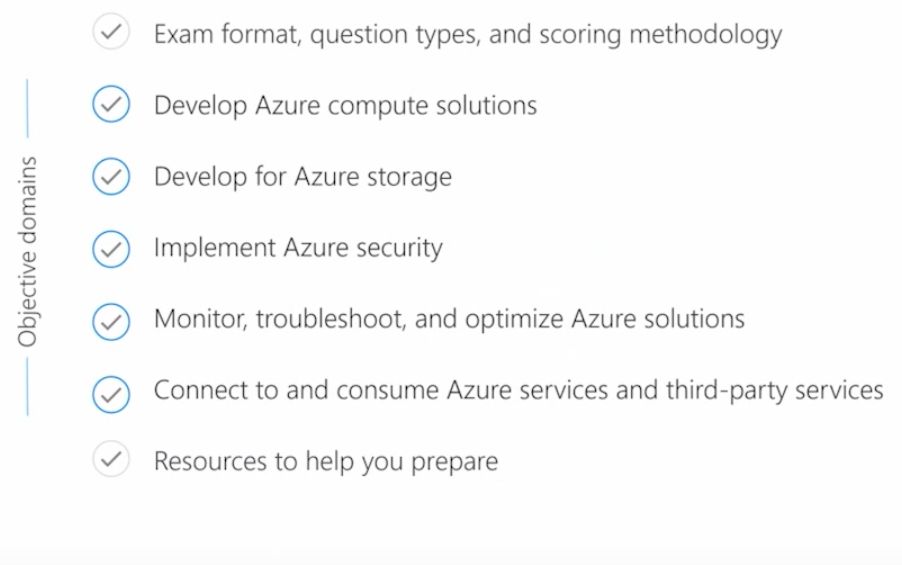 Exam format, question types, and scoring methodology
Objective domains
Develop Azure compute solutions
Develop for Azure storage
Implement Azure security
Monitor, troubleshoot, and optimize Azure solutions
Connect to and consume Azure services and third-party services
Resources to help you prepare